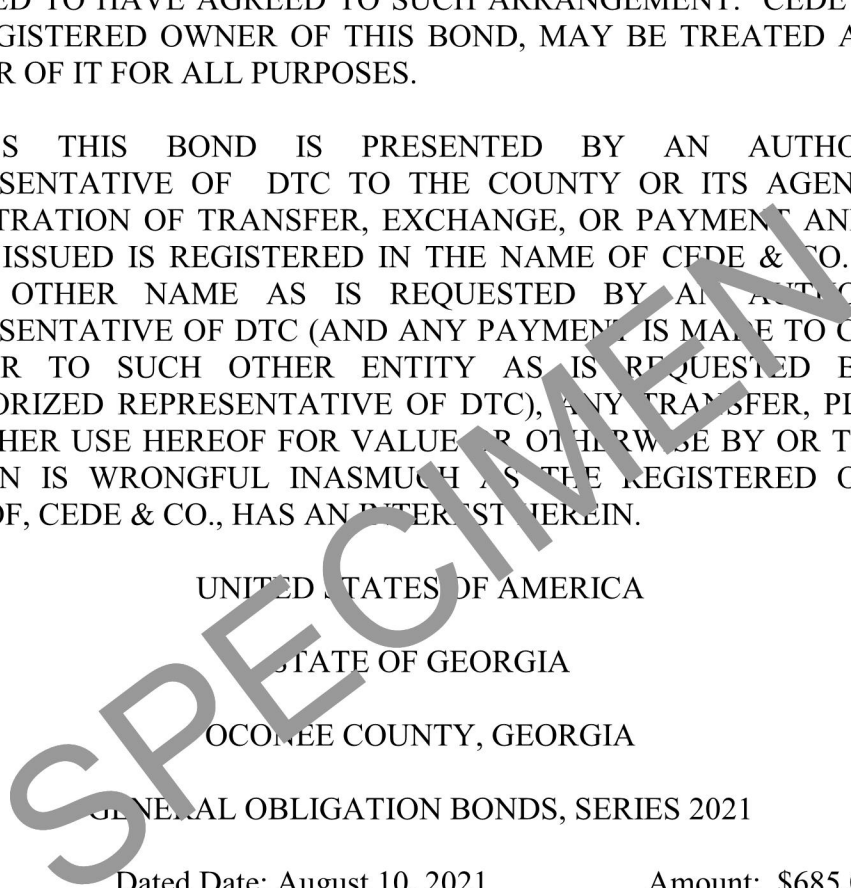 ED TO HAVE AGREED TO SUCH ARRANGEMENT. CEDE
GISTERED OWNER OF THIS BOND, MAY BE TREATED A
R OF IT FOR ALL PURPOSES.
S THIS BOND IS PRESENTED BY AN AUTHO
SENTATIVE OF DTC TO THE COUNTY OR ITS AGEN
TRATION OF TRANSFER, EXCHANGE, OR PAYMENT AN
ISSUED IS REGISTERED IN THE NAME OF CEDE & CO.
OTHER NAME AS IS REQUESTED BY AN AUTHO
SENTATIVE OF DTC (AND ANY PAYMENT IS MADE TO C
R TO SUCH OTHER ENTITY AS IS REQUESTED B
ORIZED REPRESENTATIVE OF DTC), ANY TRANSFER, PL
HER USE HEREOF FOR VALUE OR OTHERWISE BY OR T
N IS WRONGFUL INASMUCH AS THE REGISTERED O
OF, CEDE & CO., HAS AN INTEREST HEREIN.
UNITED STATES OF AMERICA
STATE OF GEORGIA
OCONEE COUNTY, GEORGIA
GENERAL OBLIGATION BONDS, SERIES 2021
Dated Date: August 10, 2021 Amount: $685,
SPECIMEN